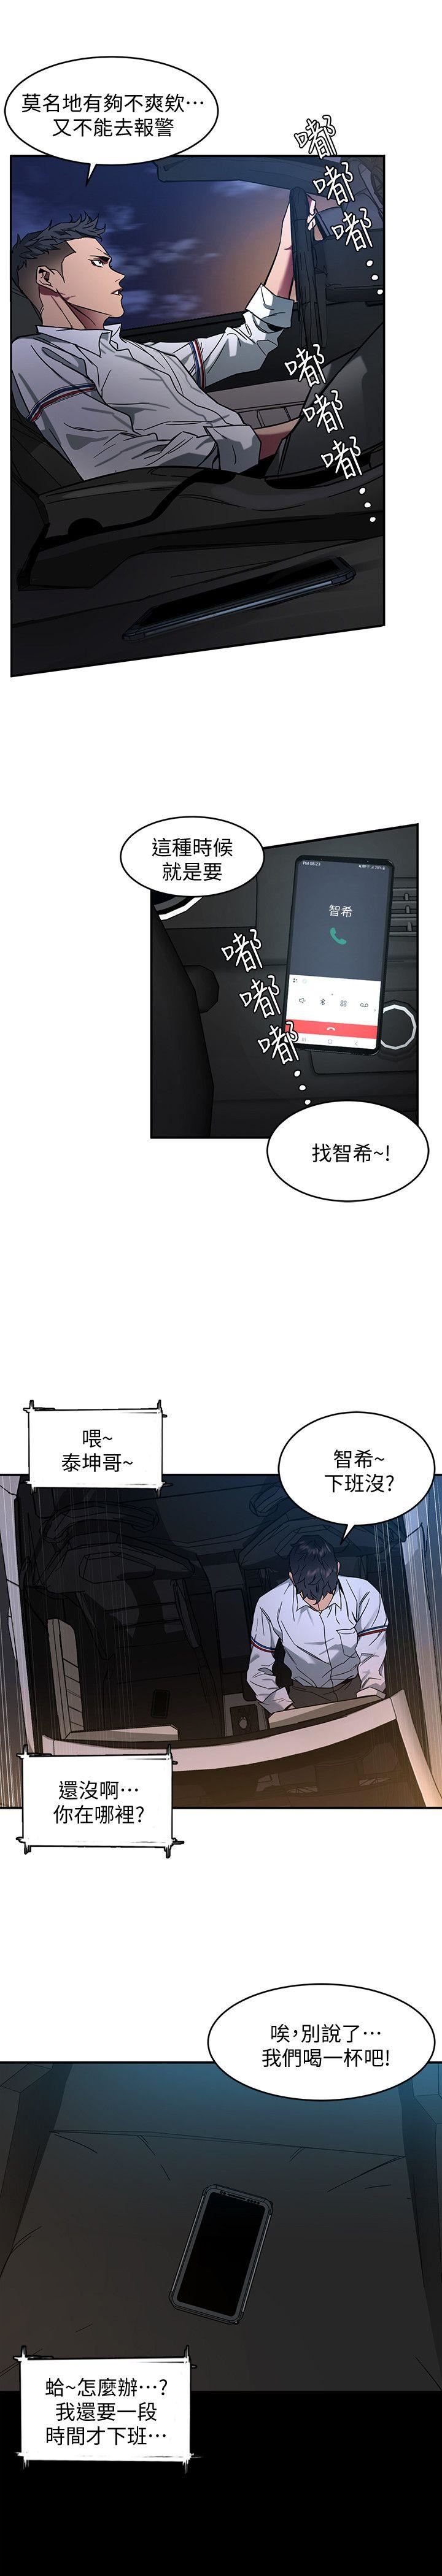 莫名地有夠不爽欸…
又不能去報警
嘟
嘟
嘟…
嘟
嘟
嘟…
這種時候
就是要
智希
嘟
嘟
嘟…
找智希~!
喂~
泰坤哥~
智希~
下班沒?
還沒啊…
你在哪裡?
唉,別說了…
我們喝一杯吧!
蛤~怎麼辦…?
我還要一段
時間才下班…